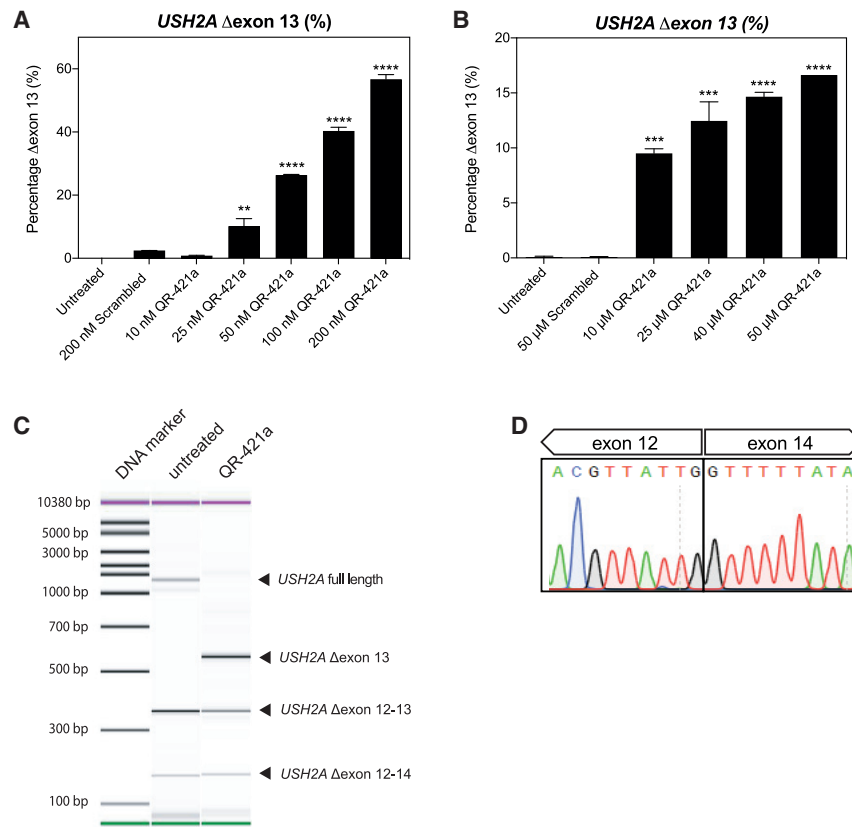 A
USH2A Δexon 13 (%)
Percentage Δexon 13 (%)
60
40
20
0
Untreated
200 nM Scrambled
10 nM QR-421a
25 nM QR-421a
50 nM QR-421a
100 nM QR-421a
200 nM QR-421a
**
****
****
****
B
USH2A Δexon 13 (%)
Percentage Δexon 13 (%)
20
15
10
5
0
Untreated
50 µM Scrambled
10 µM QR-421a
25 µM QR-421a
40 µM QR-421a
50 µM QR-421a
***
***
****
****
C
DNA marker
untreated
QR-421a
10380 bp
5000 bp
3000 bp
1000 bp
700 bp
500 bp
300 bp
100 bp
USH2A full length
USH2A Δexon 13
USH2A Δexon 12-13
USH2A Δexon 12-14
D
exon 12 exon 14
A C G T T A T T G G T T T T T A T A